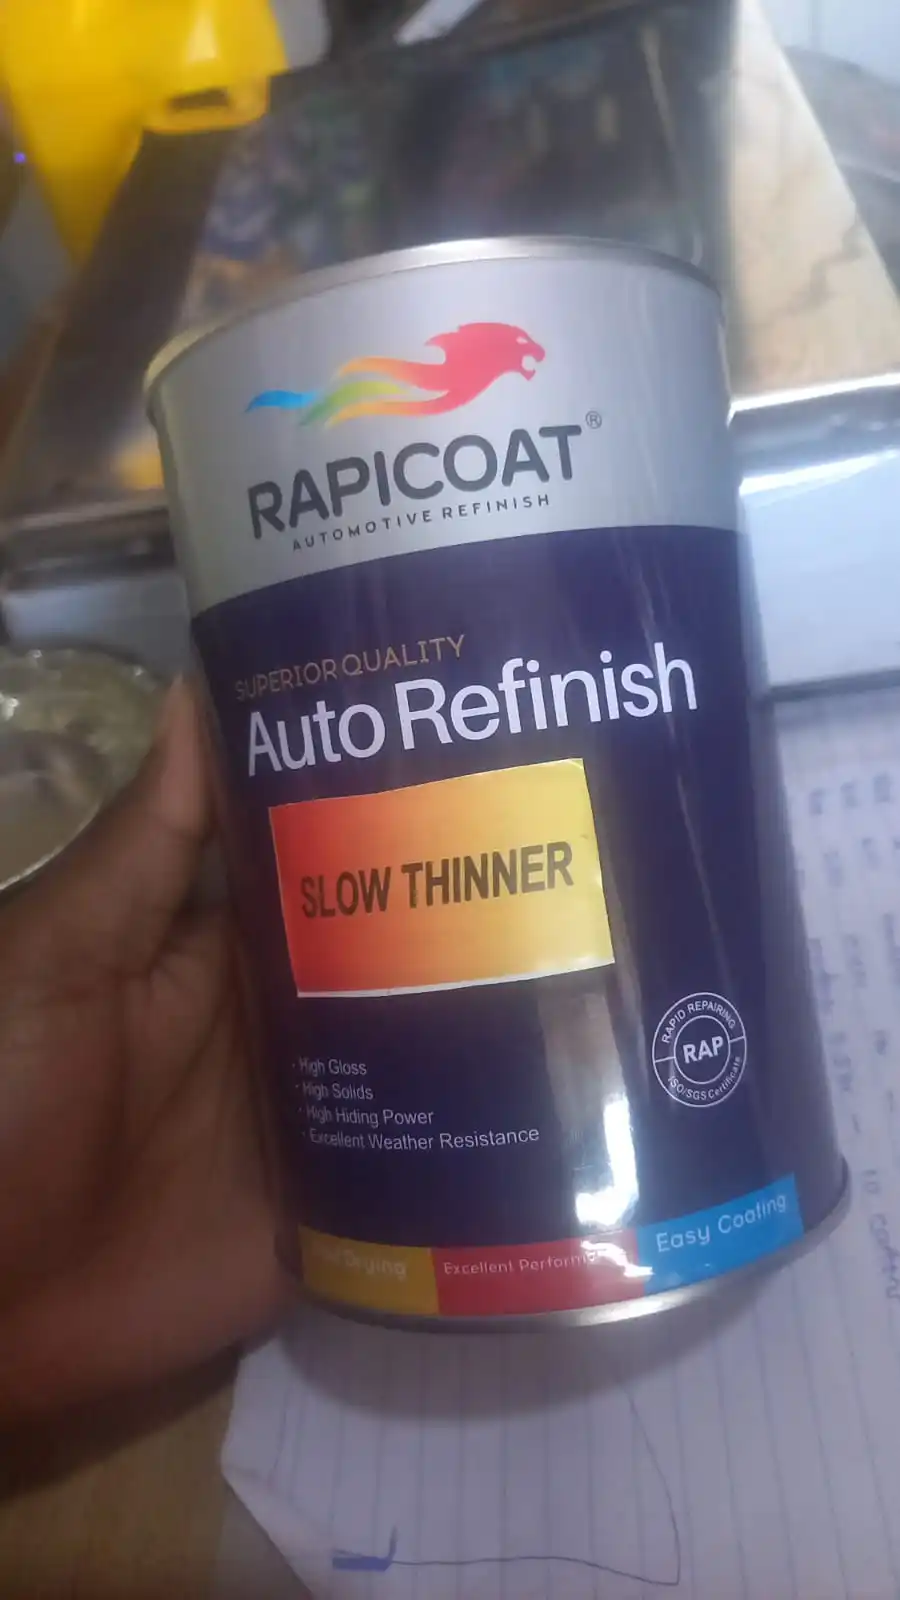 RAPICOAT®
AUTOMOTIVE REFINISH
SUPERIOR QUALITY
Auto Refinish
SLOW THINNER
· High Gloss
· High Solids
· High Hiding Power
· Excellent Weather Resistance
RAPID REPAIRING
RAP
ISO/SGS Certificate
Drying
Excellent
Easy Coating